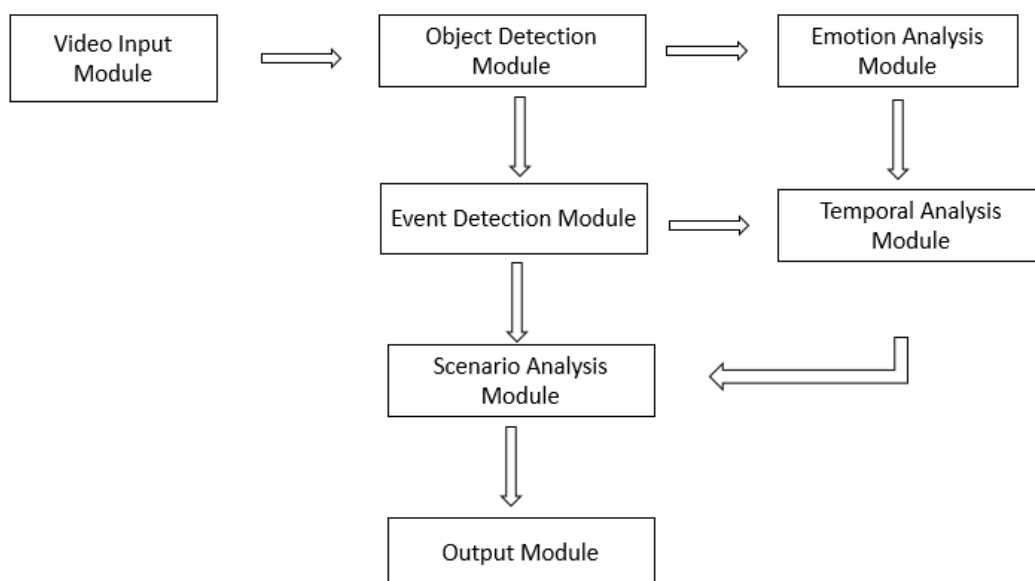 Video Input
Module
Object Detection
Module
Emotion Analysis
Module
Event Detection Module
Temporal Analysis
Module
Scenario Analysis
Module
Output Module